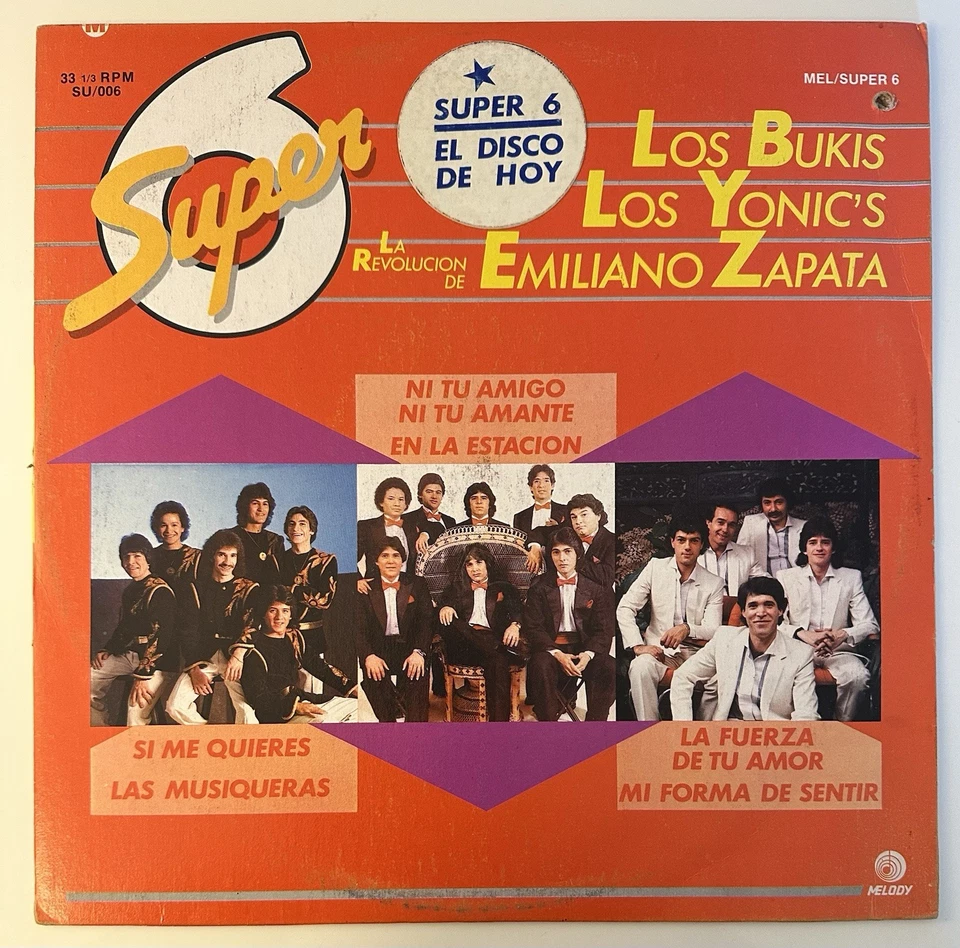 M
33 1/3 RPM
SU/006
6
Super
★
SUPER 6
EL DISCO
DE HOY
MEL/SUPER 6
LOS BUKIS
LOS YONIC'S
LA
REVOLUCION
DE EMILIANO ZAPATA
NI TU AMIGO
NI TU AMANTE
EN LA ESTACION
SI ME QUIERES
LAS MUSIQUERAS
LA FUERZA
DE TU AMOR
MI FORMA DE SENTIR
MELODY